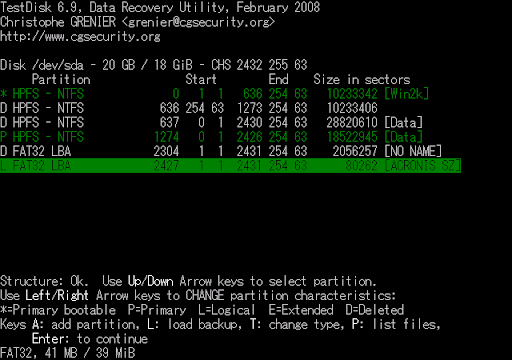 TestDisk 6.9, Data Recovery Utility, February 2008
Christophe GRENIER <grenier@cgsecurity.org>
http://www.cgsecurity.org
Disk /dev/sda - 20 GB / 18 GiB - CHS 2432 255 63
Partition Start End Size in sectors
* HPFS - NTFS 0 1 1 636 254 63 10233342 [Win2k]
D HPFS - NTFS 636 254 63 1273 254 63 10233406
D HPFS - NTFS 637 0 1 2430 254 63 28820610 [Data]
P HPFS - NTFS 1274 0 1 2426 254 63 18522945 [Data]
D FAT32 LBA 2304 1 1 2431 254 63 2056257 [NO NAME]
L FAT32 LBA 2427 1 1 2431 254 63 80262 [ACRONIS SZ]
Structure: Ok. Use Up/Down Arrow keys to select partition.
Use Left/Right Arrow keys to CHANGE partition characteristics:
*=Primary bootable P=Primary L=Logical E=Extended D=Deleted
Keys A: add partition, L: load backup, T: change type, P: list files,
Enter: to continue
FAT32, 41 MB / 39 MiB